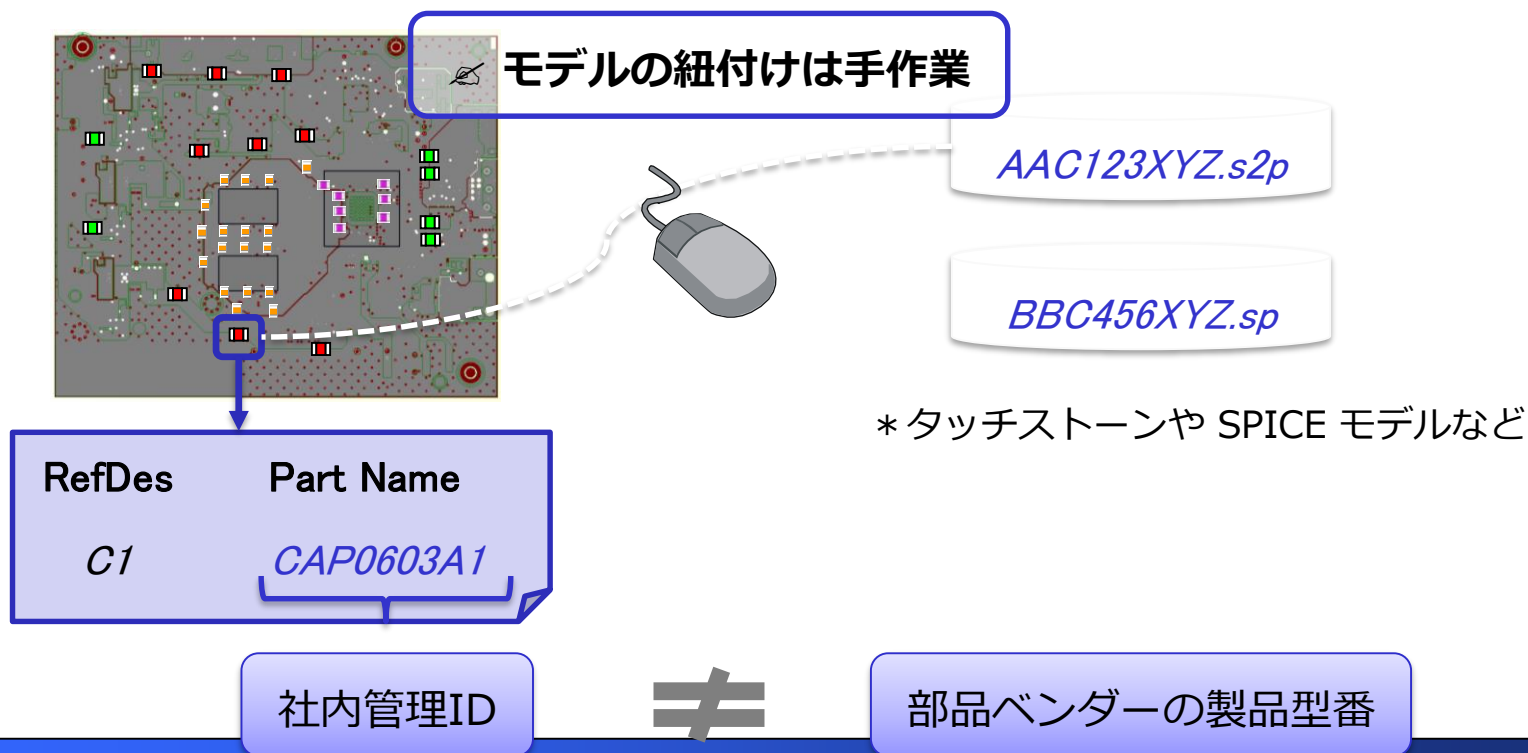 モデルの紐付けは手作業
AAC123XYZ.s2p
BBC456XYZ.sp
＊タッチストーンや SPICE モデルなど
RefDes Part Name
C1 CAP0603A1
社内管理ID ≠ 部品ベンダーの製品型番